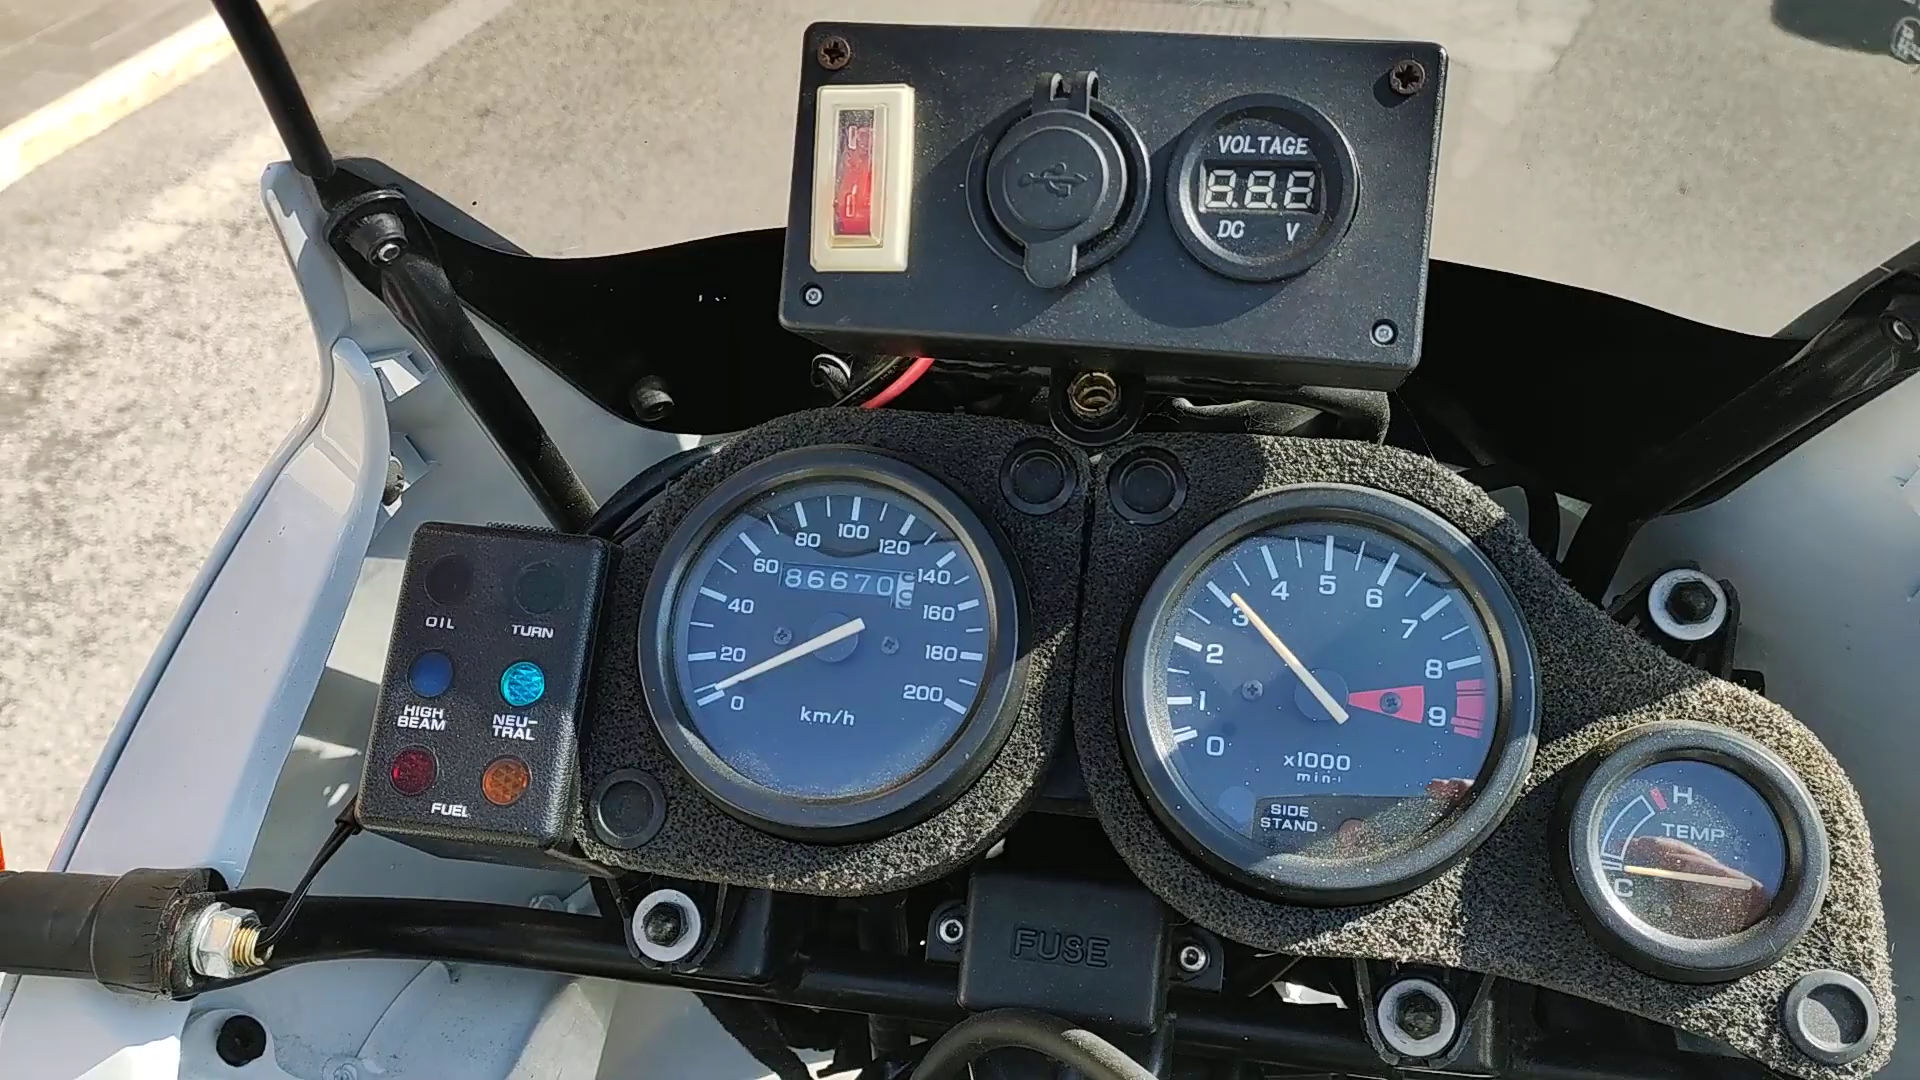 VOLTAGE
8.8.8
DC V
OIL
TURN
HIGH
BEAM
NEU-
TRAL
FUEL
0
20
40
60
80
100
120
140
160
180
200
86670
km/h
0
1
2
3
4
5
6
7
8
9
x1000
min-1
SIDE
STAND
H
TEMP
C
FUSE